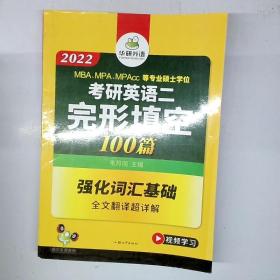 华研外语
2022
MBA、MPA、MPAcc 等专业硕士学位
考研英语二
完形填空
100篇
主编
强化词汇基础
全文翻译超详解
视频学习